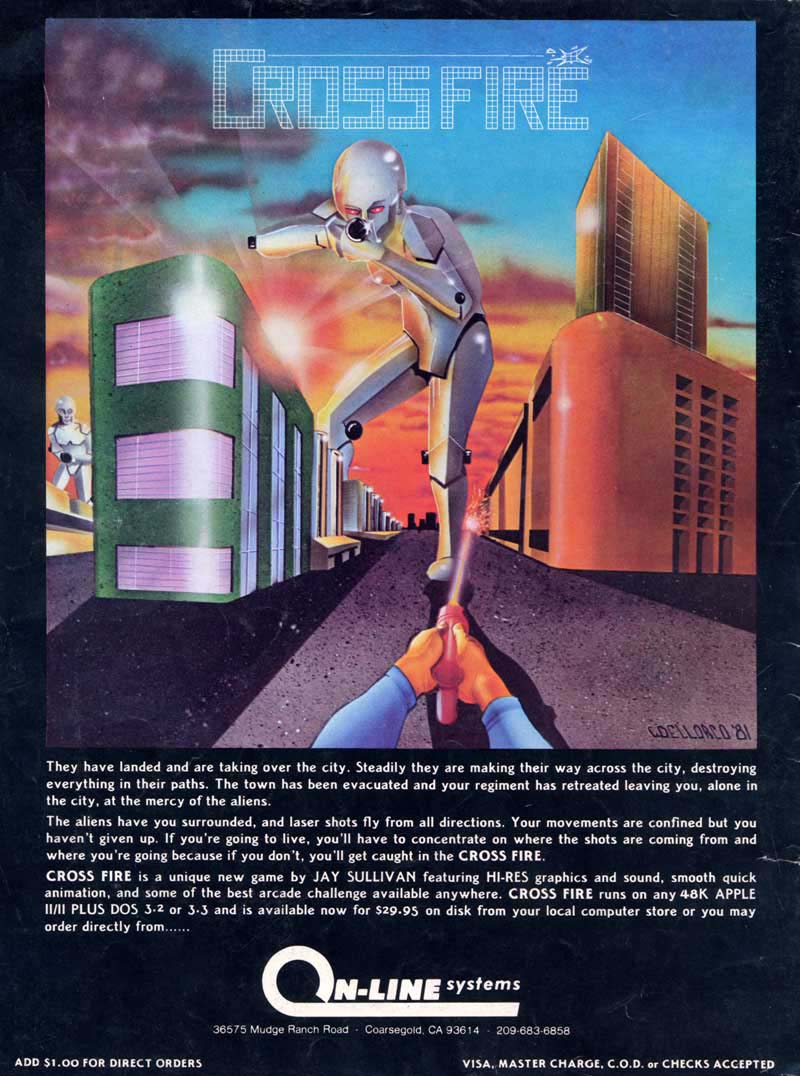 CROSSFIRE
C DELLORCO '81
They have landed and are taking over the city. Steadily they are making their way across the city, destroying
everything in their paths. The town has been evacuated and your regiment has retreated leaving you, alone in
the city, at the mercy of the aliens.
The aliens have you surrounded, and laser shots fly from all directions. Your movements are confined but you
haven't given up. If you're going to live, you'll have to concentrate on where the shots are coming from and
where you're going because if you don't, you'll get caught in the CROSS FIRE.
CROSS FIRE is a unique new game by JAY SULLIVAN featuring HI-RES graphics and sound, smooth quick
animation, and some of the best arcade challenge available anywhere. CROSS FIRE runs on any 48K APPLE
II/II PLUS DOS 3.2 or 3.3 and is available now for $29.95 on disk from your local computer store or you may
order directly from......
ON-LINE systems
36575 Mudge Ranch Road · Coarsegold, CA 93614 · 209-683-6858
ADD $1.00 FOR DIRECT ORDERS
VISA, MASTER CHARGE, C.O.D. or CHECKS ACCEPTED